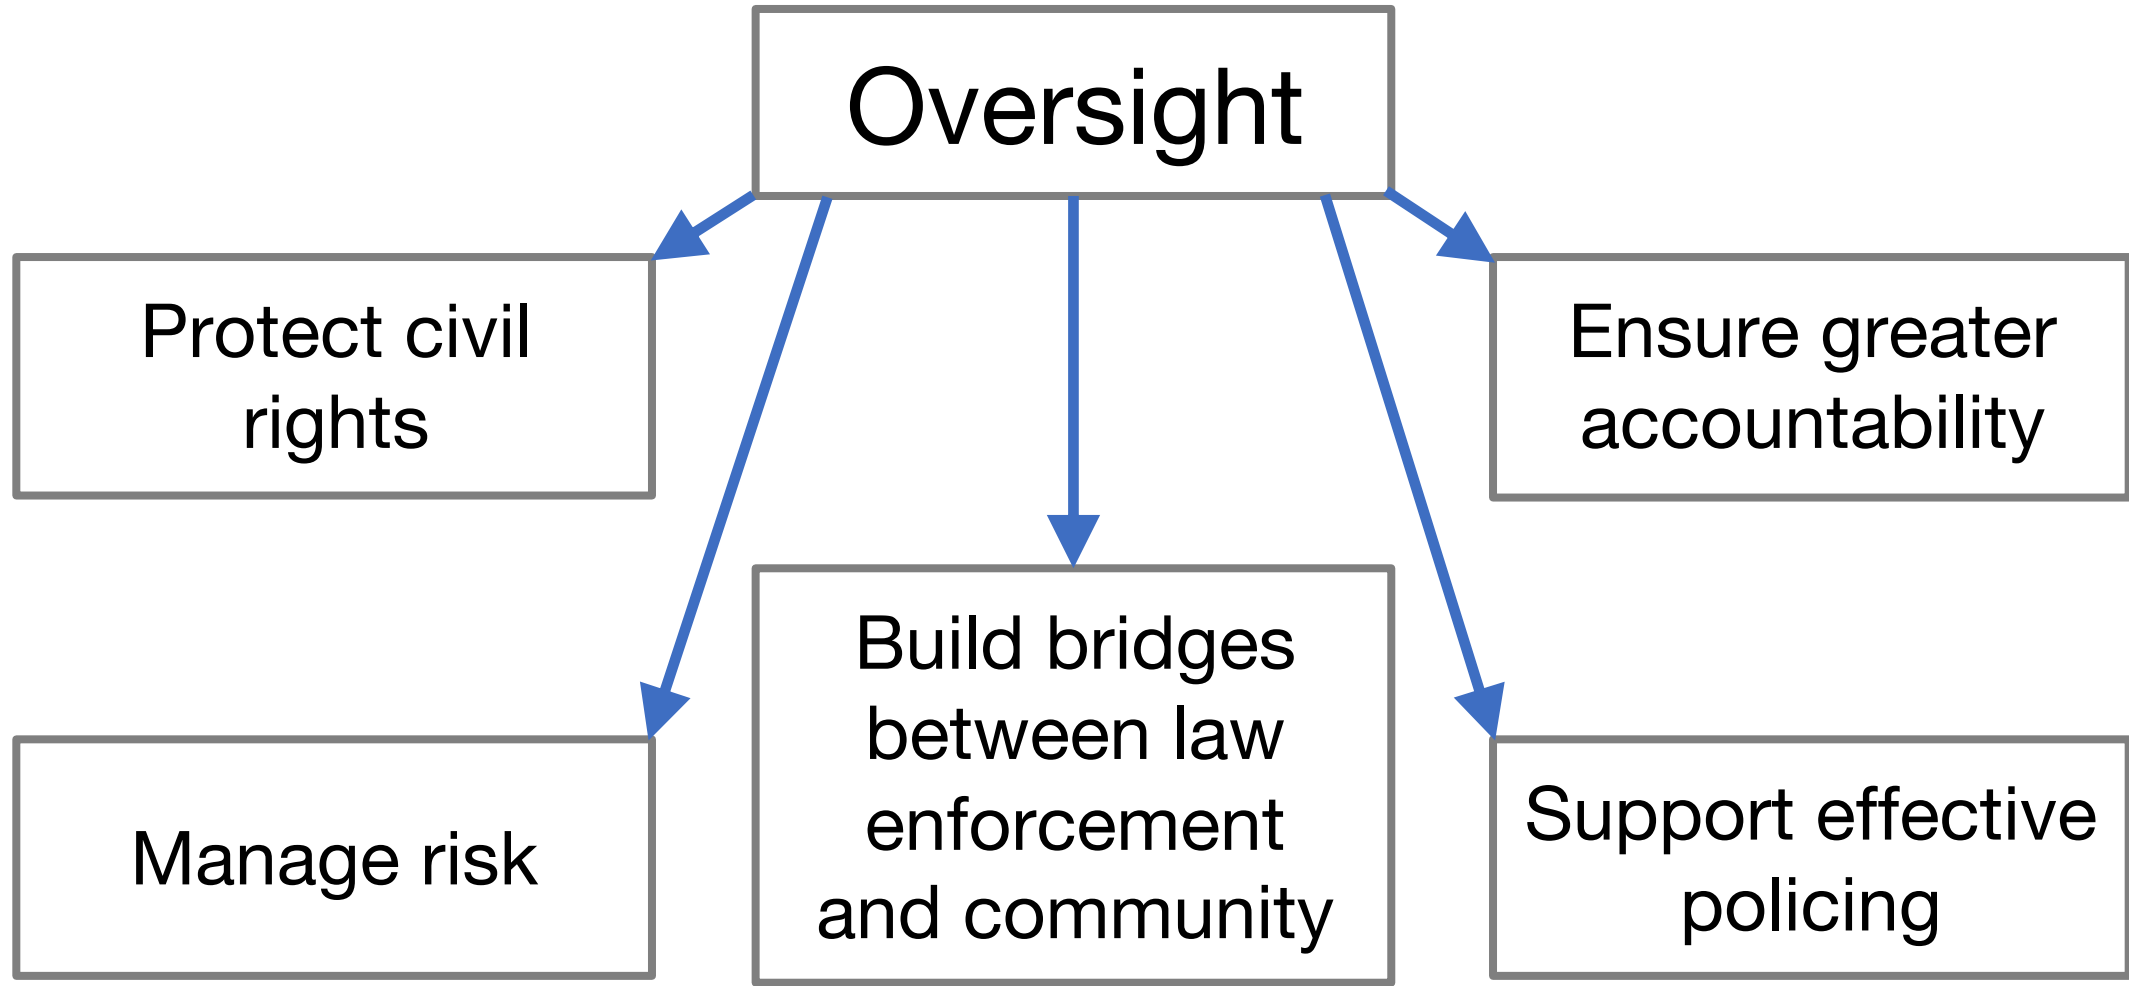 Oversight
Protect civil
rights
Ensure greater
accountability
Manage risk
Build bridges
between law
enforcement
and community
Support effective
policing